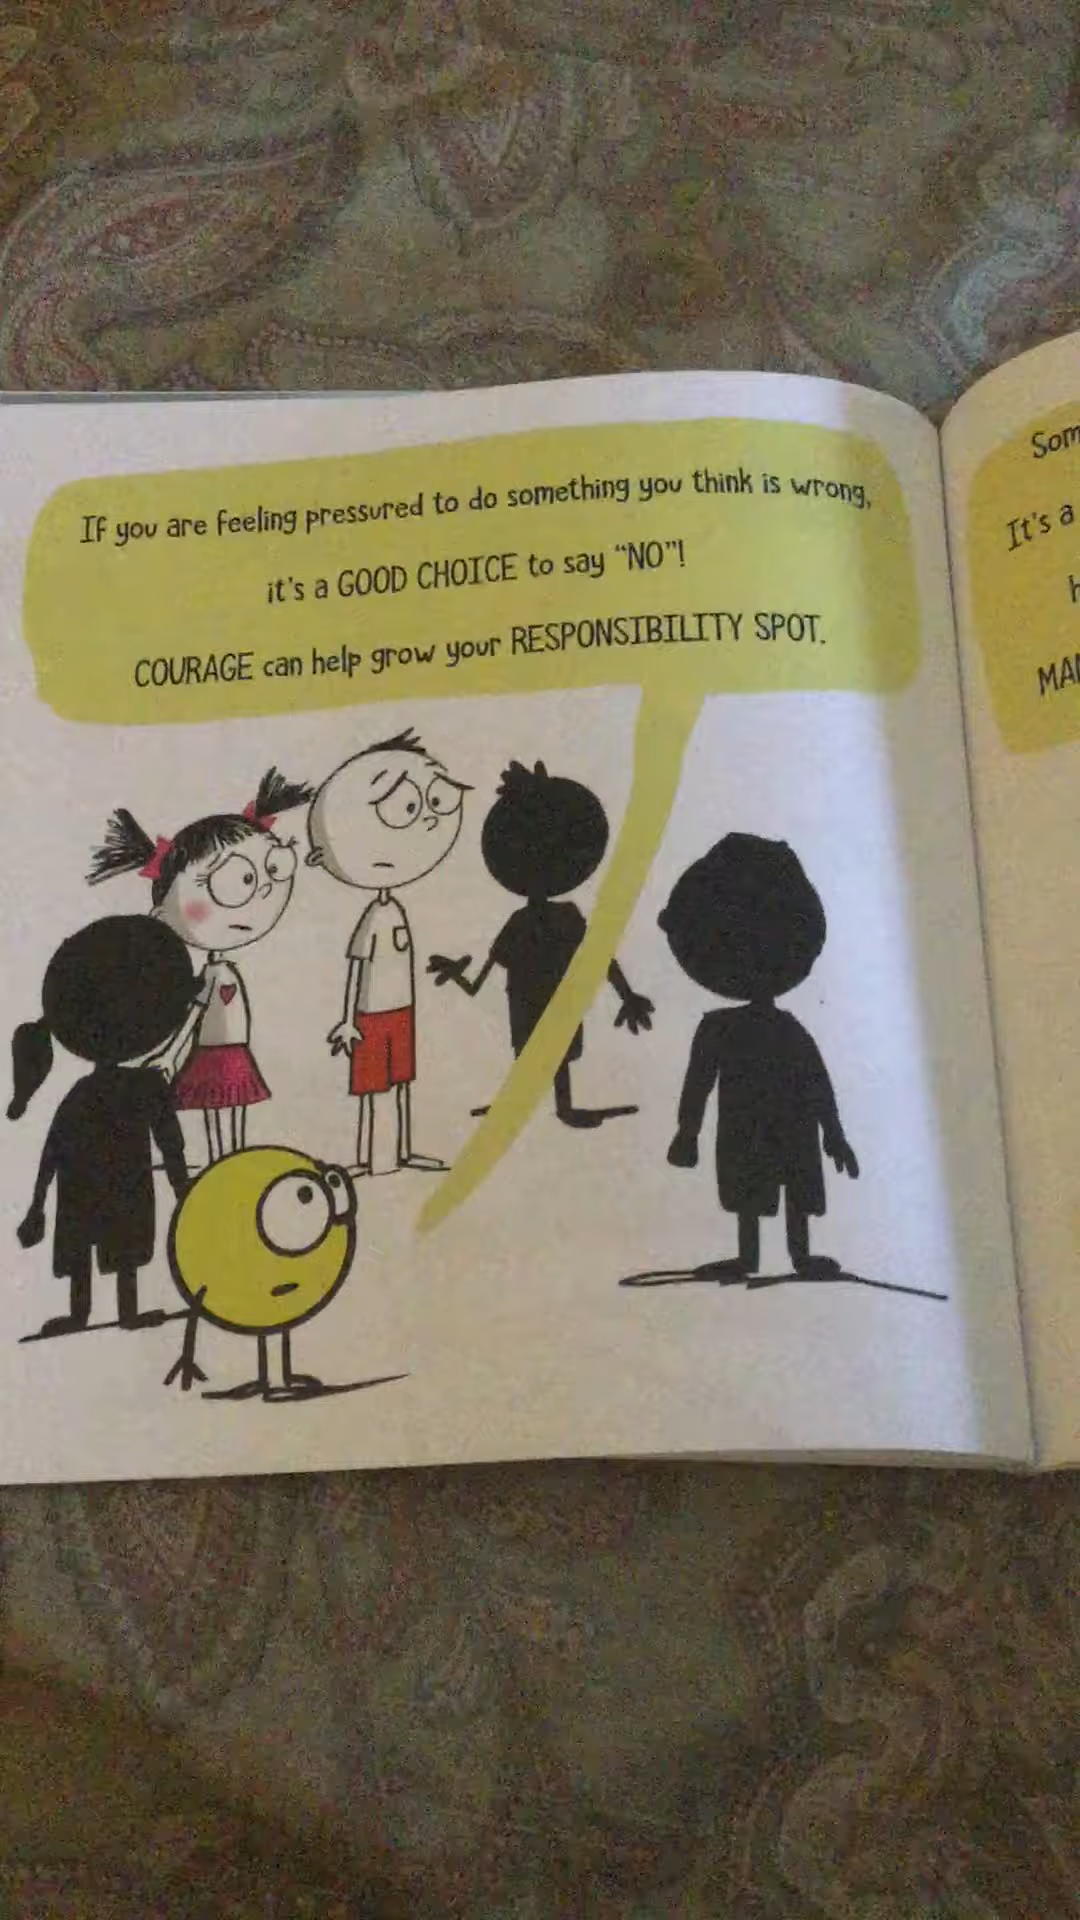 If you are feeling pressured to do something you think is wrong,
it's a GOOD CHOICE to say "NO"!
COURAGE can help grow your RESPONSIBILITY SPOT.
It's a